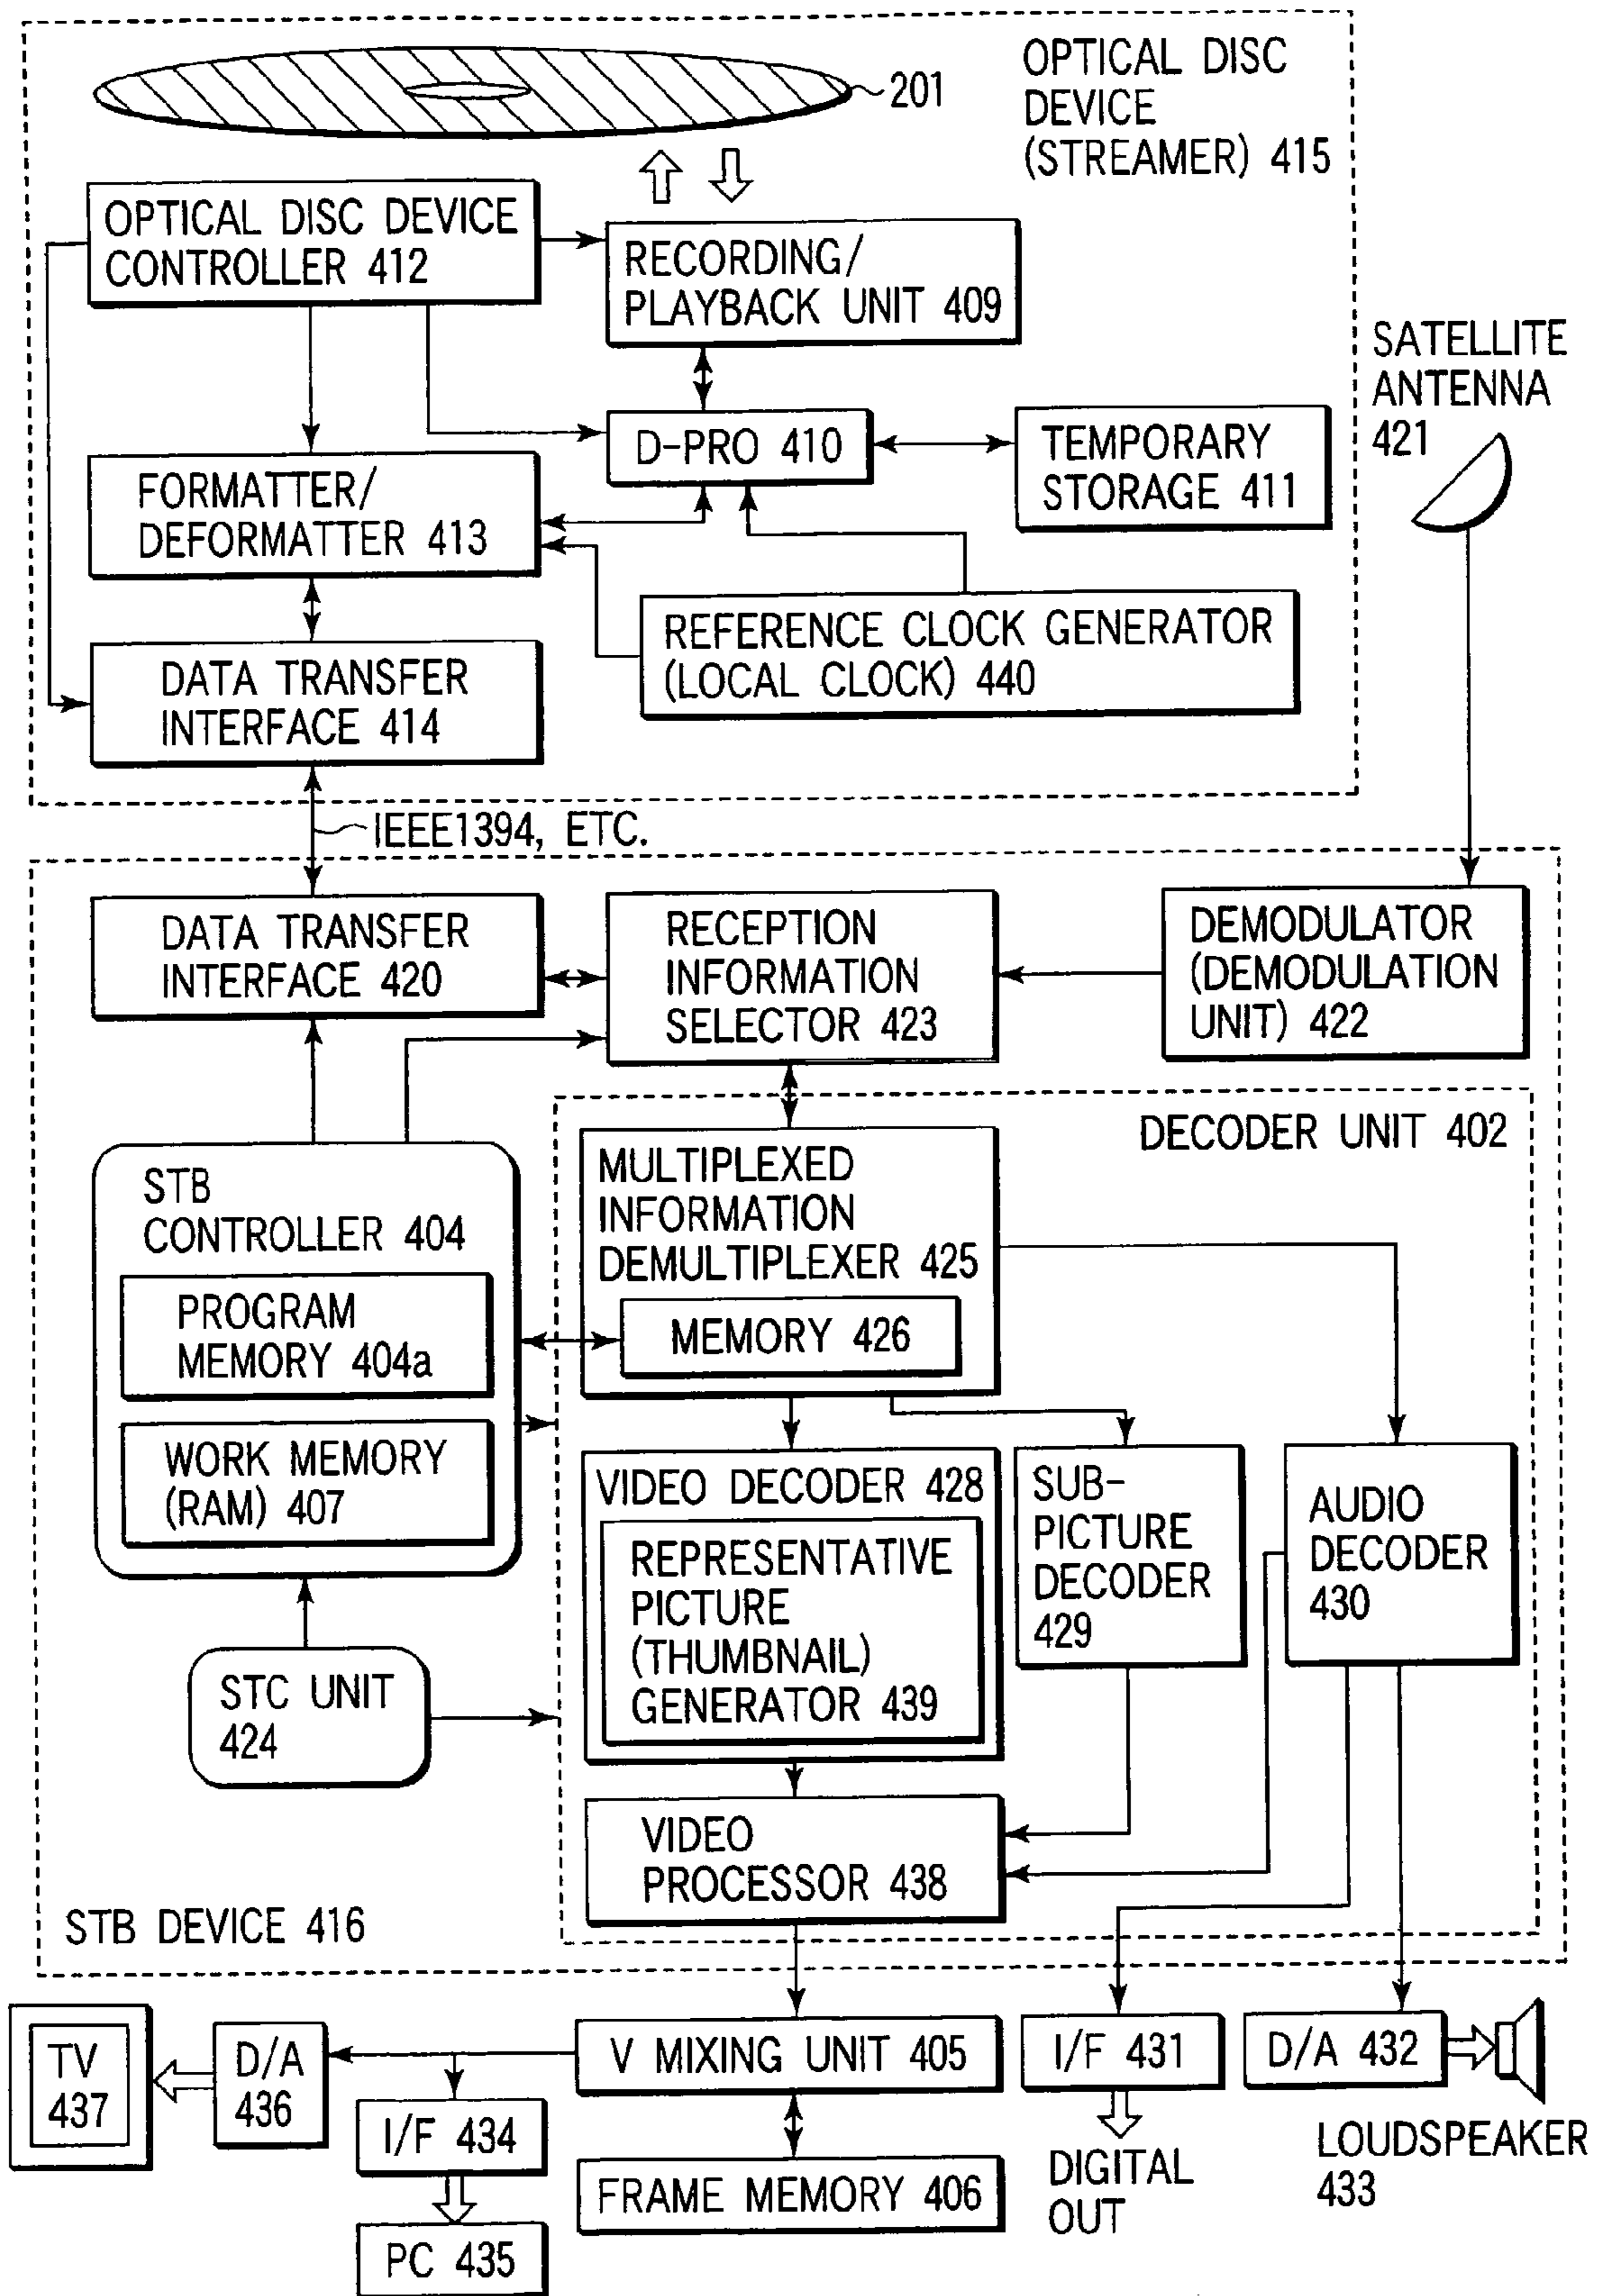 OPTICAL DISC
DEVICE
(STREAMER) 415
201
OPTICAL DISC DEVICE
CONTROLLER 412
RECORDING/
PLAYBACK UNIT 409
SATELLITE
ANTENNA
421
D-PRO 410
TEMPORARY
STORAGE 411
FORMATTER/
DEFORMATTER 413
REFERENCE CLOCK GENERATOR
(LOCAL CLOCK) 440
DATA TRANSFER
INTERFACE 414
IEEE1394, ETC.
DATA TRANSFER
INTERFACE 420
RECEPTION
INFORMATION
SELECTOR 423
DEMODULATOR
(DEMODULATION
UNIT) 422
DECODER UNIT 402
STB
CONTROLLER 404
PROGRAM
MEMORY 404a
WORK MEMORY
(RAM) 407
MULTIPLEXED
INFORMATION
DEMULTIPLEXER 425
MEMORY 426
VIDEO DECODER 428
REPRESENTATIVE
PICTURE
(THUMBNAIL)
GENERATOR 439
SUB-
PICTURE
DECODER
429
AUDIO
DECODER
430
STC UNIT
424
VIDEO
PROCESSOR 438
STB DEVICE 416
TV
437
D/A
436
V MIXING UNIT 405
I/F 431
D/A 432
I/F 434
FRAME MEMORY 406
DIGITAL
OUT
LOUDSPEAKER
433
PC 435